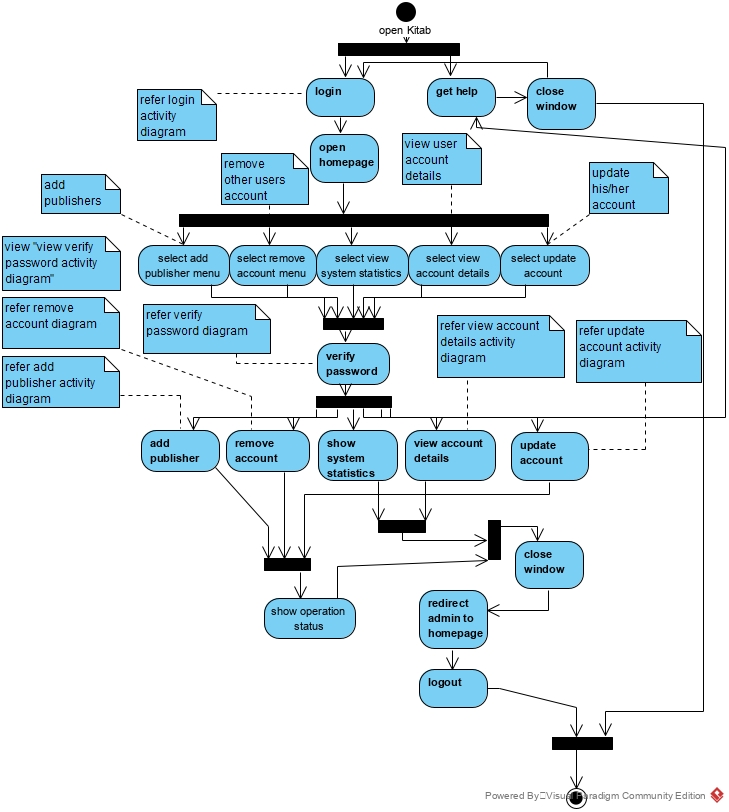 open Kitab
login
get help
close
window
refer login
activity
diagram
open
homepage
view user
account
details
remove
other users
account
update
his/her
account
add
publishers
view "view verify
password activity
diagram"
select add
publisher menu
select remove
account menu
select view
system statistics
select view
account details
select update
account
refer remove
account diagram
refer verify
password diagram
refer view account
details activity
diagram
refer update
account activity
diagram
verify
password
refer add
publisher activity
diagram
add
publisher
remove
account
show
system
statistics
view account
details
update
account
close
window
show operation
status
redirect
admin to
homepage
logout
Powered By Visual Paradigm Community Edition